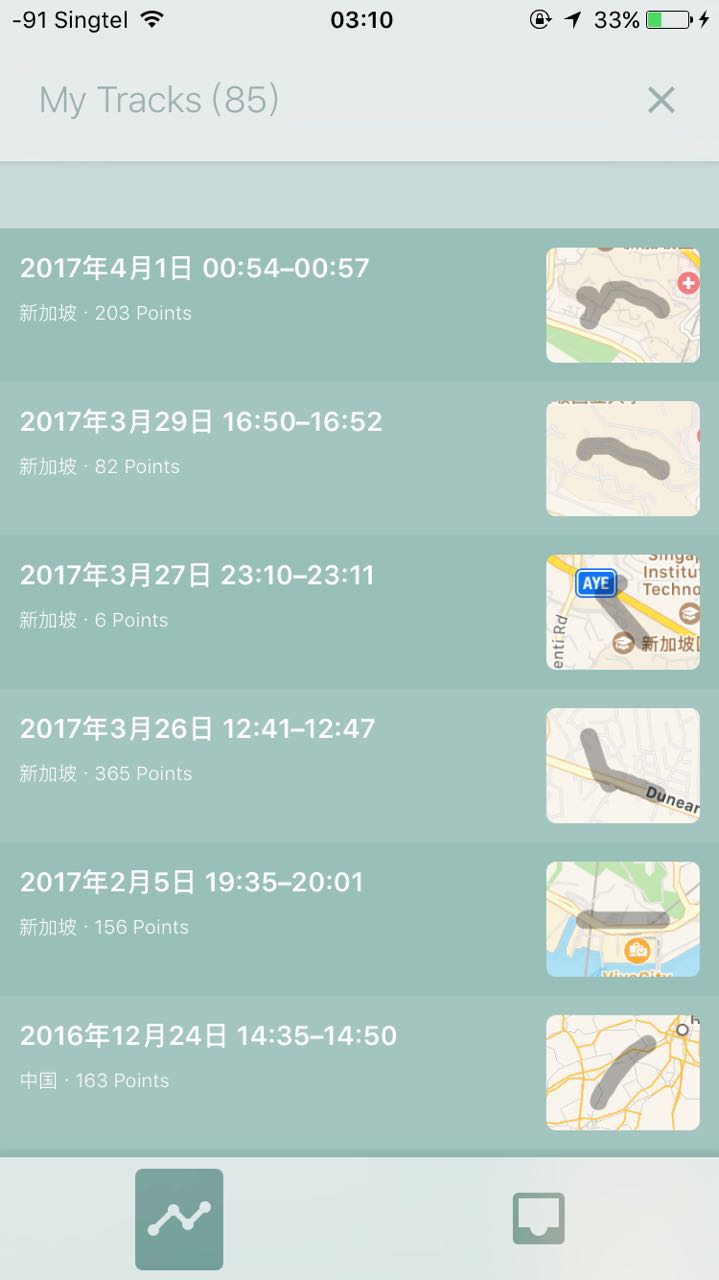 -91 Singtel 03:10 33%
My Tracks (85)
2017年4月1日 00:54–00:57
新加坡 · 203 Points
2017年3月29日 16:50–16:52
新加坡 · 82 Points
2017年3月27日 23:10–23:11
新加坡 · 6 Points
AYE
Institu
Techno
enti Rd
新加坡
2017年3月26日 12:41–12:47
新加坡 · 365 Points
Dunear
2017年2月5日 19:35–20:01
新加坡 · 156 Points
VivoCity
2016年12月24日 14:35–14:50
中国 · 163 Points